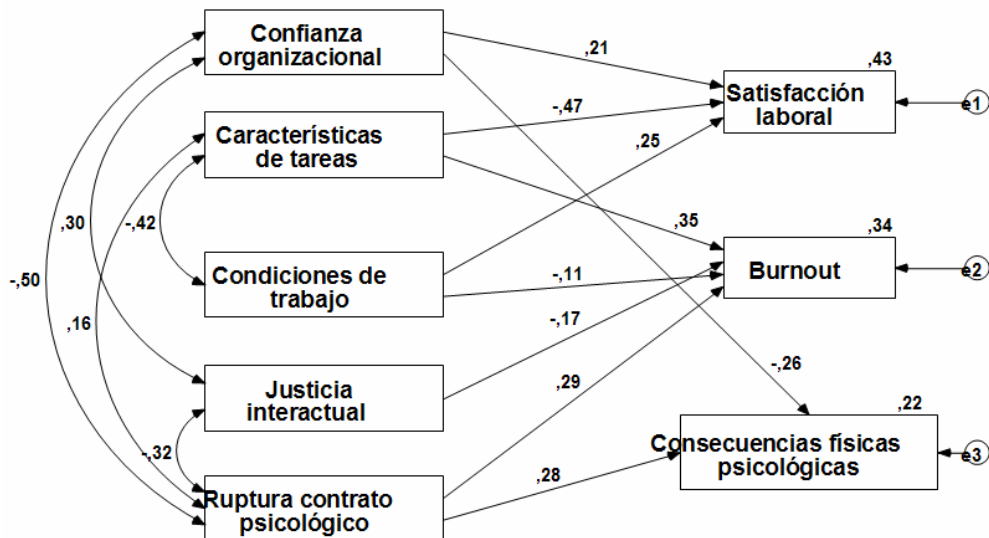 Confianza
organizacional
,21
,43
Satisfacción
laboral
e1
-,47
Características
de tareas
,25
,30
-,42
,35
,34
Burnout
e2
-,50
Condiciones de
trabajo
-,11
,16
-,17
-,26
Justicia
interactual
,29
,22
Consecuencias físicas
psicológicas
e3
-,32
,28
Ruptura contrato
psicológico